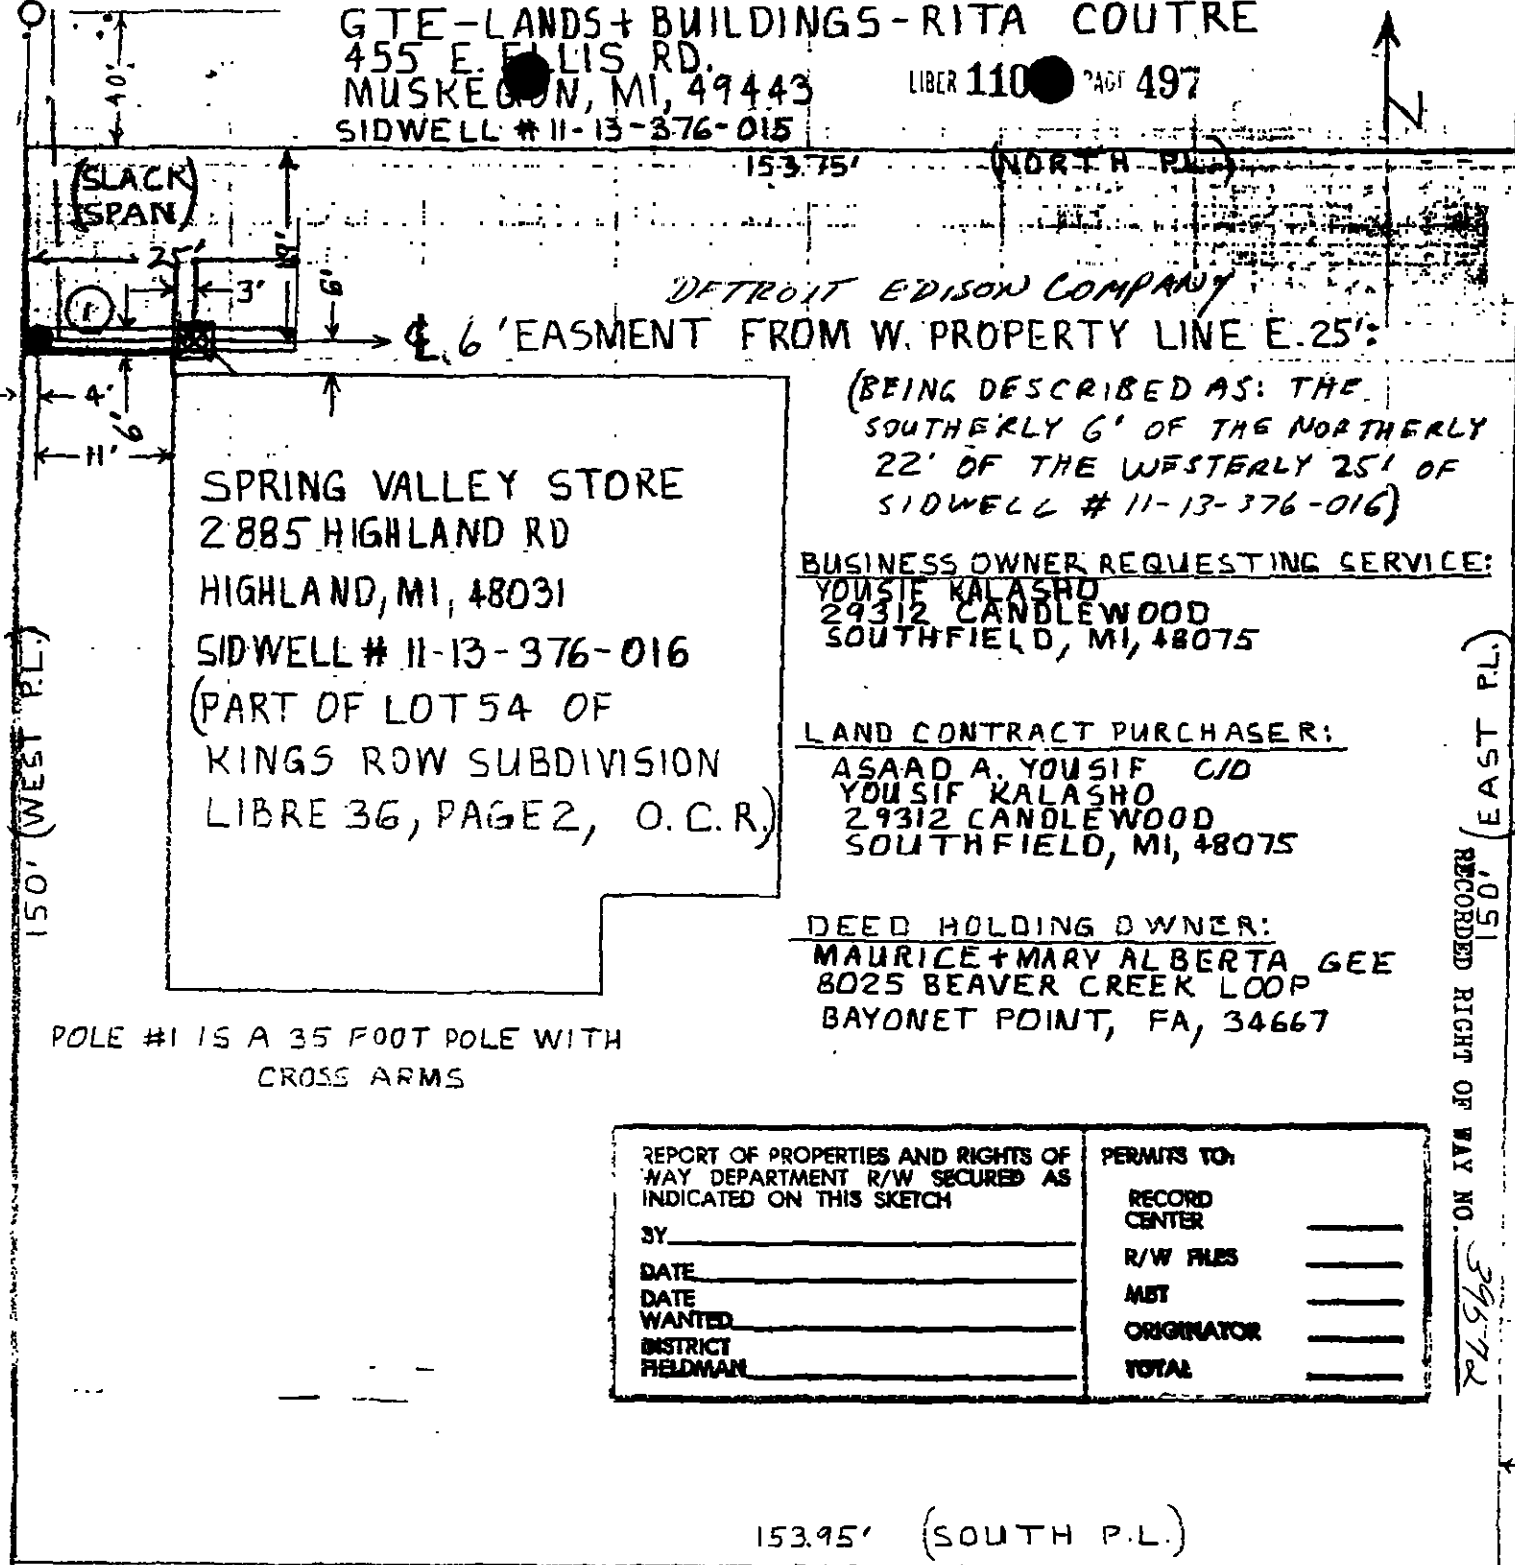 GTE-LANDS+BUILDINGS-RITA COUTRE
455 E. ELLIS RD.
MUSKEGON, MI, 49443
SIDWELL # 11-13-376-015
LIBER 110 PAGE 497
N
40'
153.75' (NORTH P.L.)
(SLACK
SPAN)
25'
19'
6'
3'
1
DETROIT EDISON COMPANY
℄ 6' EASMENT FROM W. PROPERTY LINE E. 25':
4'
6'
11'
(BEING DESCRIBED AS: THE
SOUTHERLY 6' OF THE NORTHERLY
22' OF THE WESTERLY 25' OF
SIDWELL # 11-13-376-016)
SPRING VALLEY STORE
2885 HIGHLAND RD
HIGHLAND, MI, 48031
SIDWELL # 11-13-376-016
(PART OF LOT 54 OF
KINGS ROW SUBDIVISION
LIBRE 36, PAGE 2, O.C.R.)
BUSINESS OWNER REQUESTING SERVICE:
YOUSIF KALASHO
29312 CANDLEWOOD
SOUTHFIELD, MI, 48075
LAND CONTRACT PURCHASER:
ASAAD A. YOUSIF C/O
YOUSIF KALASHO
29312 CANDLEWOOD
SOUTHFIELD, MI, 48075
DEED HOLDING OWNER:
MAURICE + MARY ALBERTA GEE
8025 BEAVER CREEK LOOP
BAYONET POINT, FA, 34667
150' (WEST P.L.)
150' (EAST P.L.)
RECORDED RIGHT OF WAY NO. 39572
POLE #1 IS A 35 FOOT POLE WITH
CROSS ARMS
REPORT OF PROPERTIES AND RIGHTS OF
WAY DEPARTMENT R/W SECURED AS
INDICATED ON THIS SKETCH
BY
DATE
DATE
WANTED
DISTRICT
FIELDMAN
PERMITS TO:
RECORD
CENTER
R/W FILES
MBT
ORIGINATOR
TOTAL
153.95' (SOUTH P.L.)